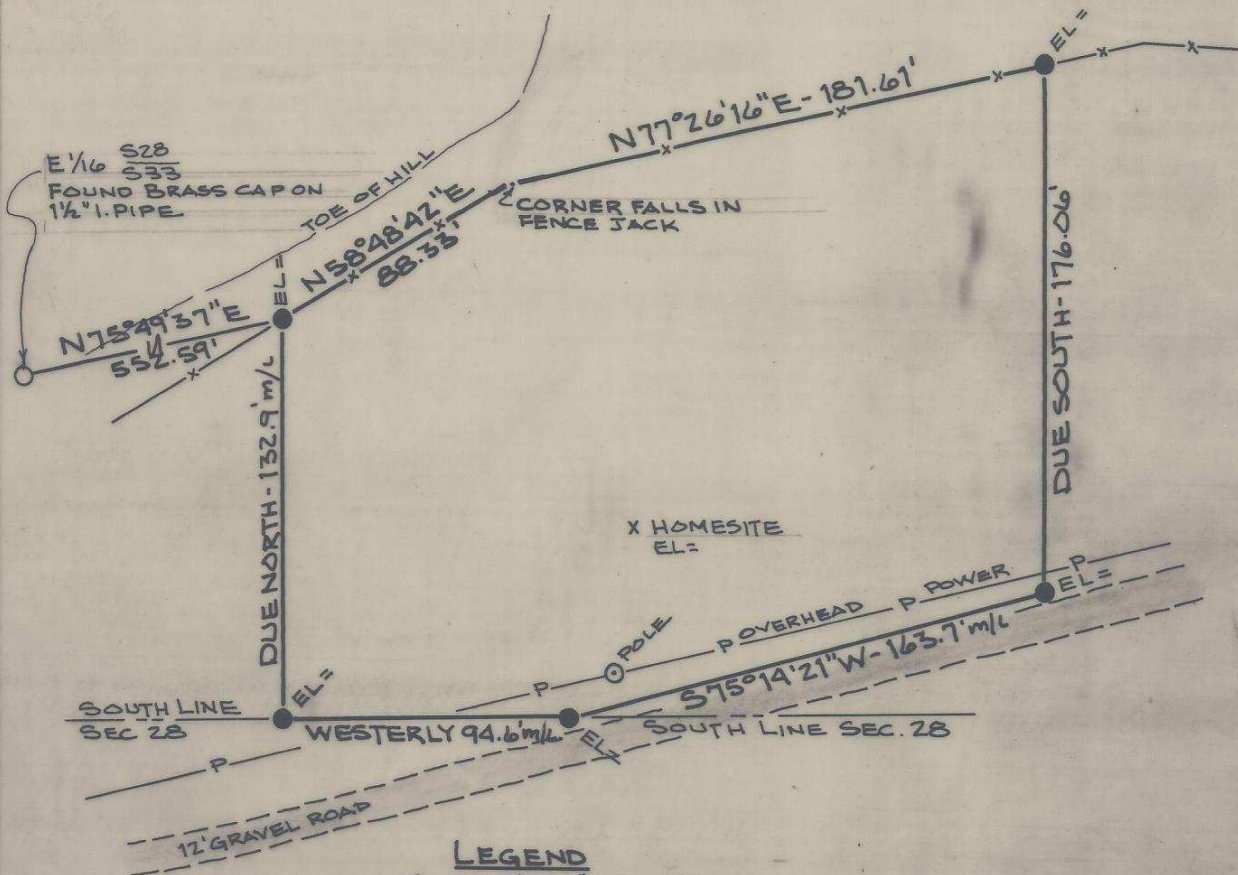 EL=
N77°26'16"E - 181.61'
E 1/16 S28
S33
FOUND BRASS CAP ON
1½" I. PIPE
TOE OF HILL
N58°48'42"E
88.33'
CORNER FALLS IN
FENCE JACK
EL=
N75°49'37"E
552.59'
DUE NORTH - 132.9' m/L
DUE SOUTH - 176.06'
X HOMESITE
EL=
P OVERHEAD P POWER P
EL=
POLE
P
S75°14'21"W - 163.7' m/L
EL=
SOUTH LINE
SEC 28
WESTERLY 94.6' m/L
EL=
SOUTH LINE SEC. 28
P
12' GRAVEL ROAD
LEGEND